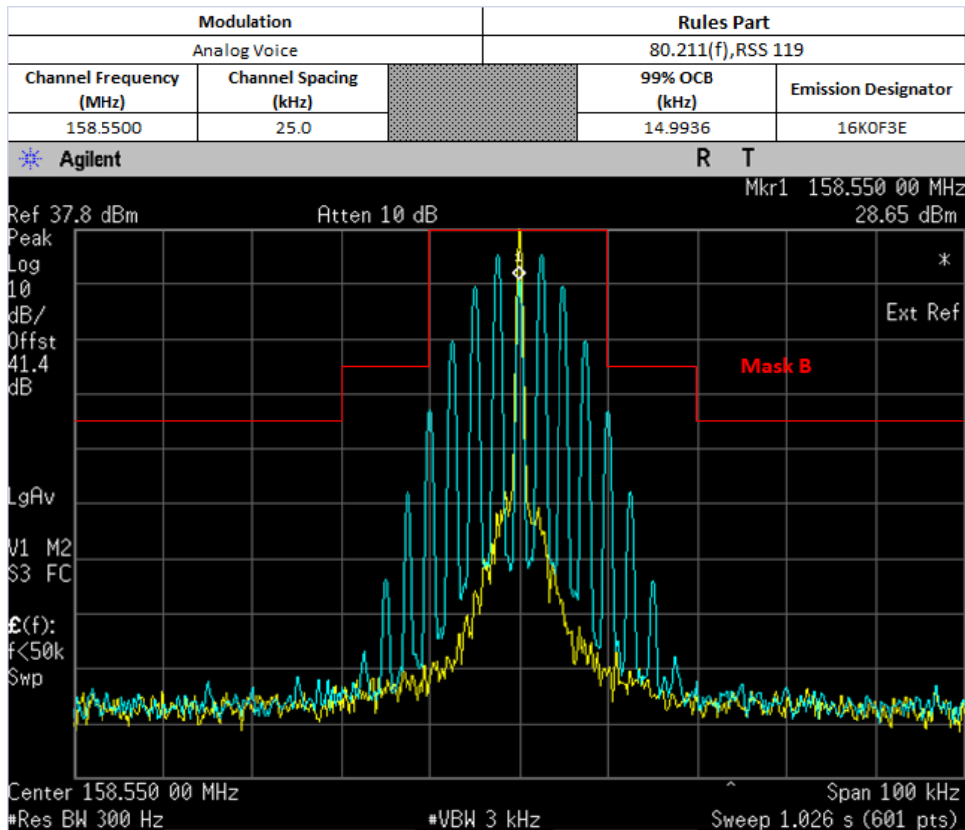 Modulation Rules Part
Analog Voice 80.211(f),RSS 119
Channel Frequency (MHz) Channel Spacing (kHz) 99% OCB (kHz) Emission Designator
158.5500 25.0 14.9936 16K0F3E
Agilent R T
Mkr1 158.550 00 MHz
Ref 37.8 dBm Atten 10 dB 28.65 dBm
Peak
Log
10
dB/
Offst
41.4
dB
1
*
Ext Ref
Mask B
LgAv
V1 M2
S3 FC
£(f):
f<50k
Swp
Center 158.550 00 MHz ^ Span 100 kHz
#Res BW 300 Hz #VBW 3 kHz Sweep 1.026 s (601 pts)